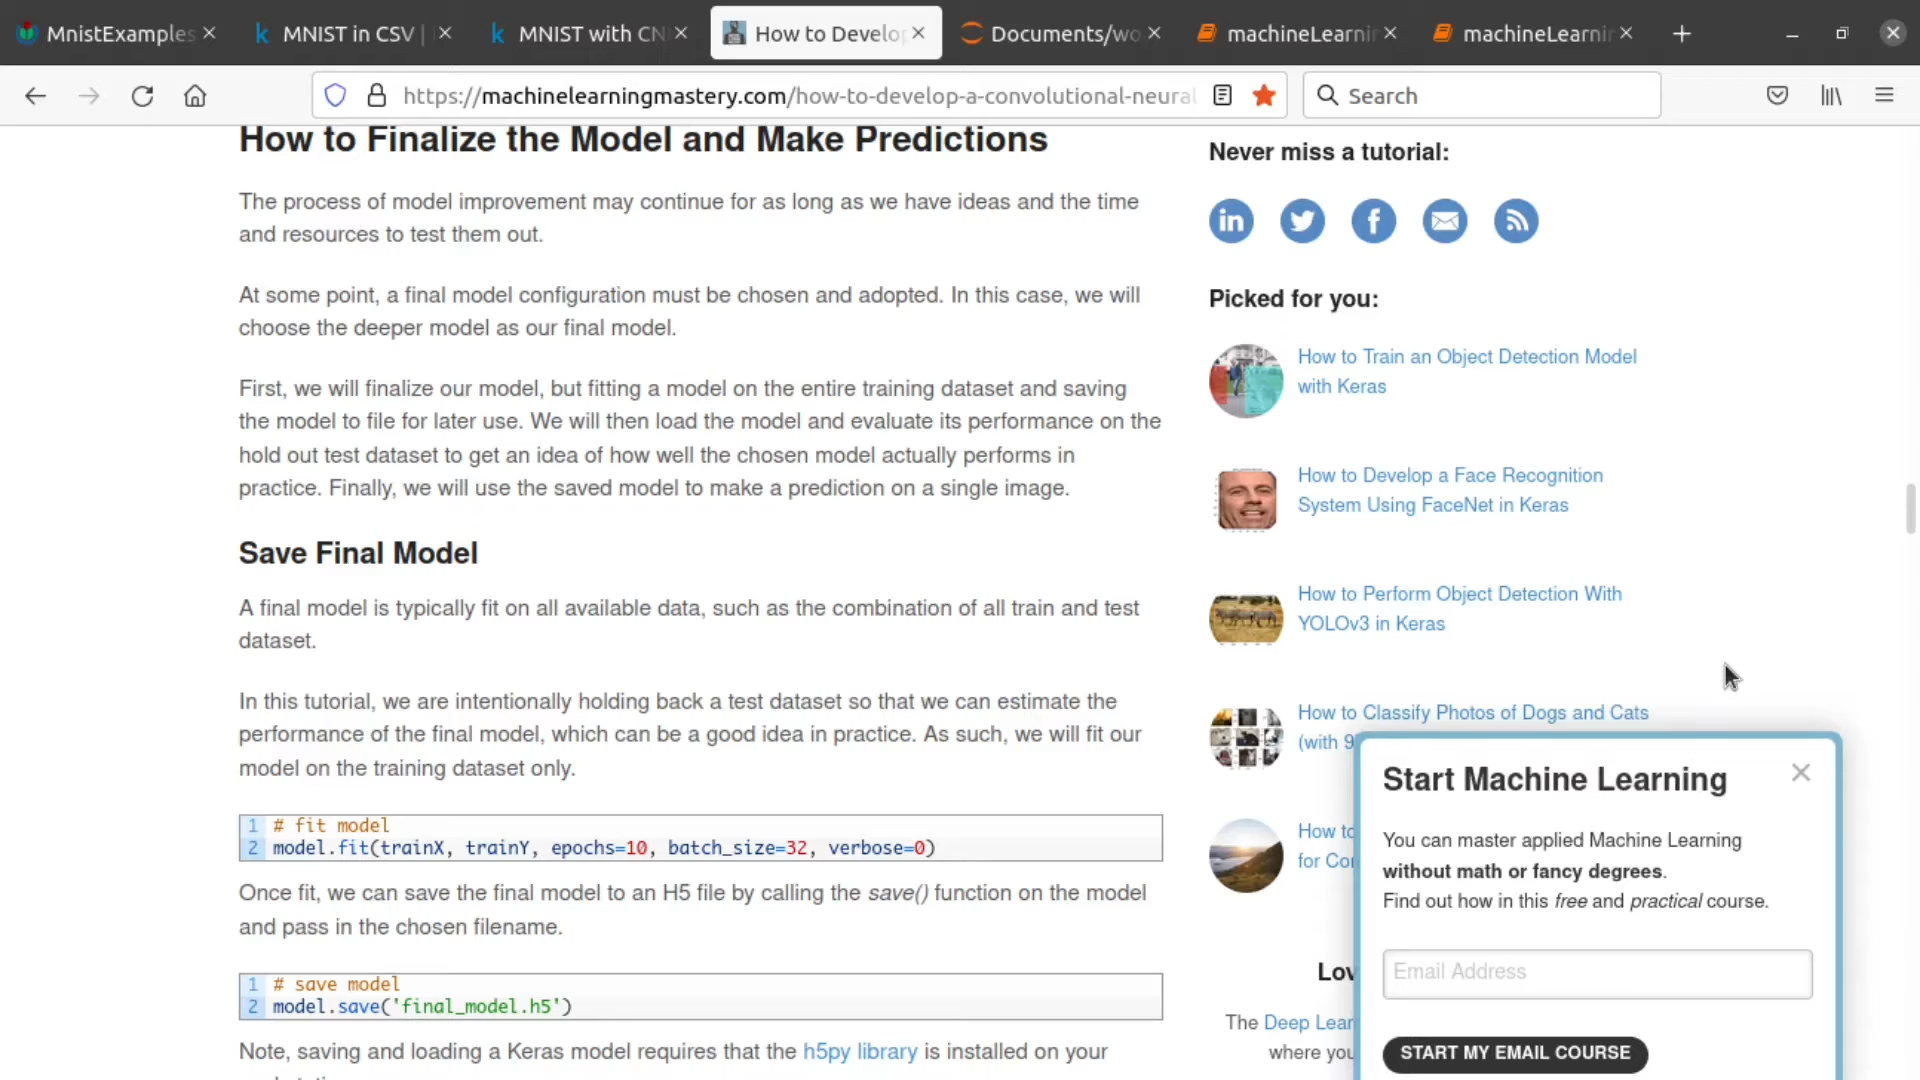 MnistExamples
MNIST in CSV |
MNIST with CN
How to Develo
Documents/wo
machineLearni
machineLearni
https://machinelearningmastery.com/how-to-develop-a-convolutional-neural
Search
How to Finalize the Model and Make Predictions
The process of model improvement may continue for as long as we have ideas and the time
and resources to test them out.
At some point, a final model configuration must be chosen and adopted. In this case, we will
choose the deeper model as our final model.
First, we will finalize our model, but fitting a model on the entire training dataset and saving
the model to file for later use. We will then load the model and evaluate its performance on the
hold out test dataset to get an idea of how well the chosen model actually performs in
practice. Finally, we will use the saved model to make a prediction on a single image.
Save Final Model
A final model is typically fit on all available data, such as the combination of all train and test
dataset.
In this tutorial, we are intentionally holding back a test dataset so that we can estimate the
performance of the final model, which can be a good idea in practice. As such, we will fit our
model on the training dataset only.
1 # fit model
2 model.fit(trainX, trainY, epochs=10, batch_size=32, verbose=0)
Once fit, we can save the final model to an H5 file by calling the save() function on the model
and pass in the chosen filename.
1 # save model
2 model.save('final_model.h5')
Note, saving and loading a Keras model requires that the h5py library is installed on your
Never miss a tutorial:
Picked for you:
How to Train an Object Detection Model
with Keras
How to Develop a Face Recognition
System Using FaceNet in Keras
How to Perform Object Detection With
YOLOv3 in Keras
How to Classify Photos of Dogs and Cats
(with 9
How to
for Con
Lov
The Deep Lear
where you
Start Machine Learning
You can master applied Machine Learning
without math or fancy degrees.
Find out how in this free and practical course.
Email Address
START MY EMAIL COURSE